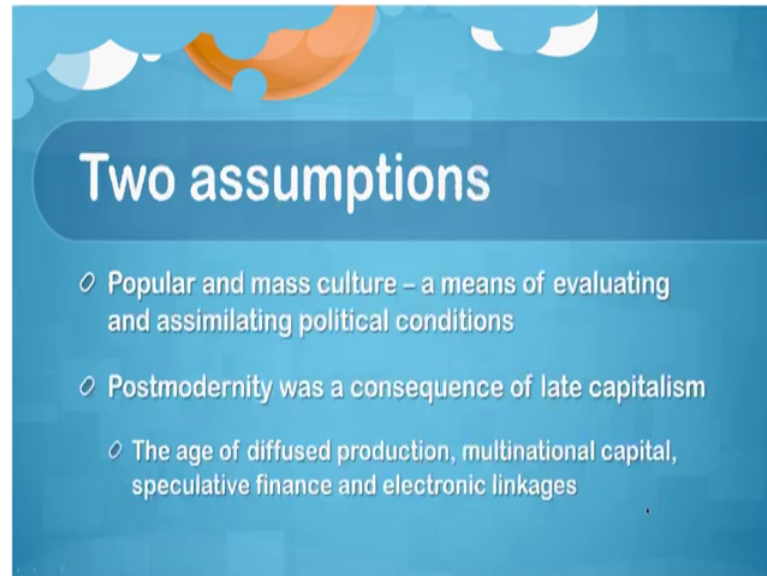 Two assumptions
Popular and mass culture – a means of evaluating
and assimilating political conditions
Postmodernity was a consequence of late capitalism
The age of diffused production, multinational capital,
speculative finance and electronic linkages